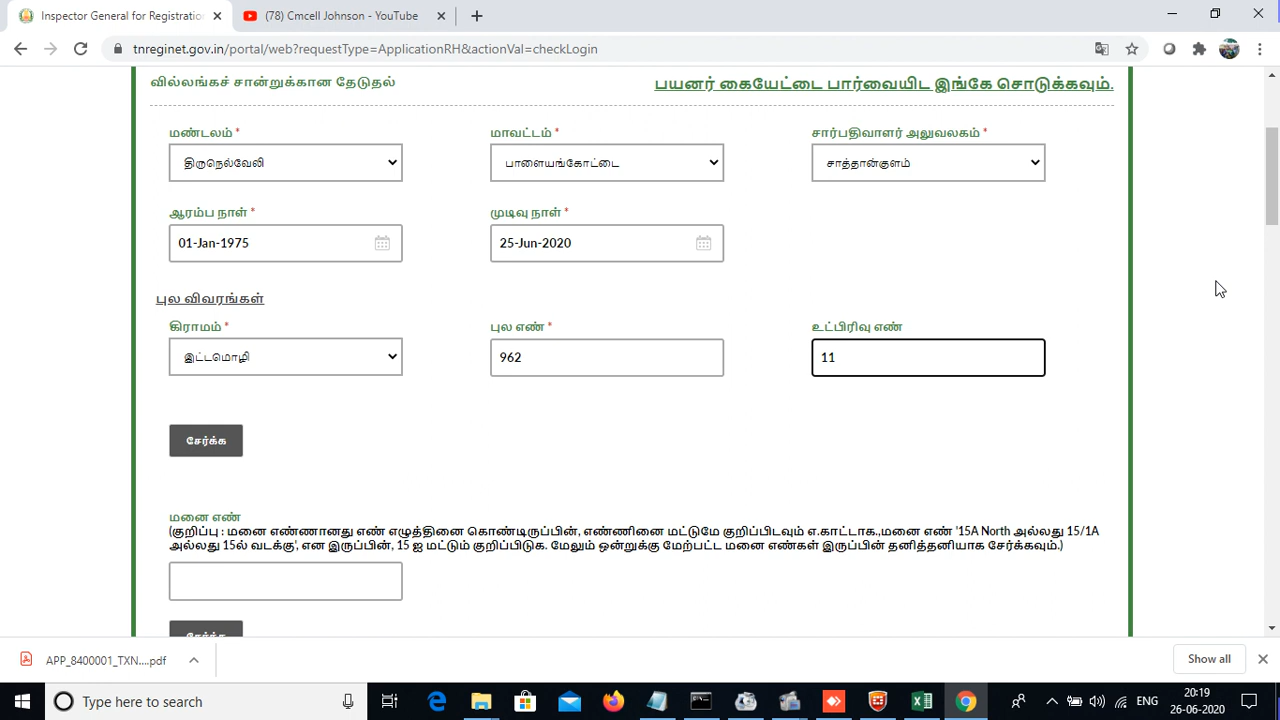 Inspector General for Registration
(78) Cmcell Johnson - YouTube
tnreginet.gov.in/portal/web?requestType=ApplicationRH&actionVal=checkLogin
வில்லங்கச் சான்றுக்கான தேடுதல்
பயனர் கையேட்டை பார்வையிட இங்கே சொடுக்கவும்.
மண்டலம் * மாவட்டம் * சார்பதிவாளர் அலுவலகம் *
திருநெல்வேலி பாளையங்கோட்டை சாத்தான்குளம்
ஆரம்ப நாள் * முடிவு நாள் *
01-Jan-1975 25-Jun-2020
புல விவரங்கள்
கிராமம் * புல எண் * உட்பிரிவு எண்
இட்டமொழி 962 11
சேர்க்க
மனை எண்
(குறிப்பு : மனை எண்ணானது எண் எழுத்தினை கொண்டிருப்பின், எண்ணினை மட்டுமே குறிப்பிடவும் எ.காட்டாக.,மனை எண் '15A North அல்லது 15/1A
அல்லது 15ல் வடக்கு', என இருப்பின், 15 ஐ மட்டும் குறிப்பிடுக. மேலும் ஒன்றுக்கு மேற்பட்ட மனை எண்கள் இருப்பின் தனித்தனியாக சேர்க்கவும்.)
சேர்க்க
APP_8400001_TXN....pdf
Show all
Type here to search
ENG
20:19
26-06-2020